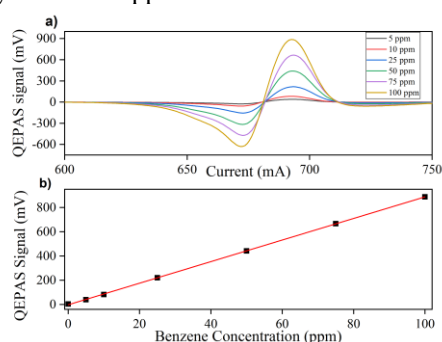 a)
QEPAS signal (mV)
900
600
300
0
-300
-600
5 ppm
10 ppm
25 ppm
50 ppm
75 ppm
100 ppm
600 650 700 750
Current (mA)
b)
QEPAS Signal (mV)
800
600
400
200
0
0 20 40 60 80 100
Benzene Concentration (ppm)